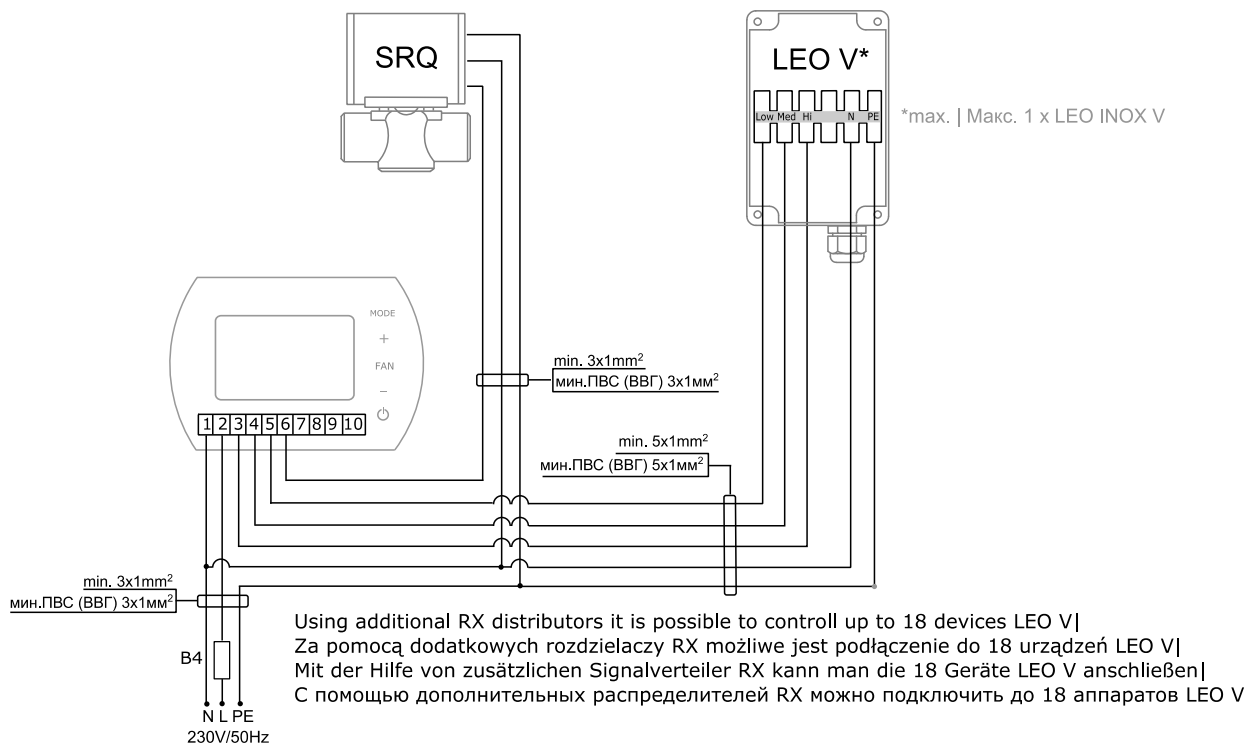 SRQ
LEO V*
Low Med Hi N PE
*max. | Макс. 1 x LEO INOX V
MODE
+
FAN
−
1 2 3 4 5 6 7 8 9 10
min. 3x1mm²
мин.ПВС (ВВГ) 3x1мм²
min. 5x1mm²
мин.ПВС (ВВГ) 5x1мм²
min. 3x1mm²
мин.ПВС (ВВГ) 3x1мм²
Using additional RX distributors it is possible to controll up to 18 devices LEO V|
Za pomocą dodatkowych rozdzielaczy RX możliwe jest podłączenie do 18 urządzeń LEO V|
Mit der Hilfe von zusätzlichen Signalverteiler RX kann man die 18 Geräte LEO V anschließen|
С помощью дополнительных распределителей RX можно подключить до 18 аппаратов LEO V
B4
N L PE
230V/50Hz